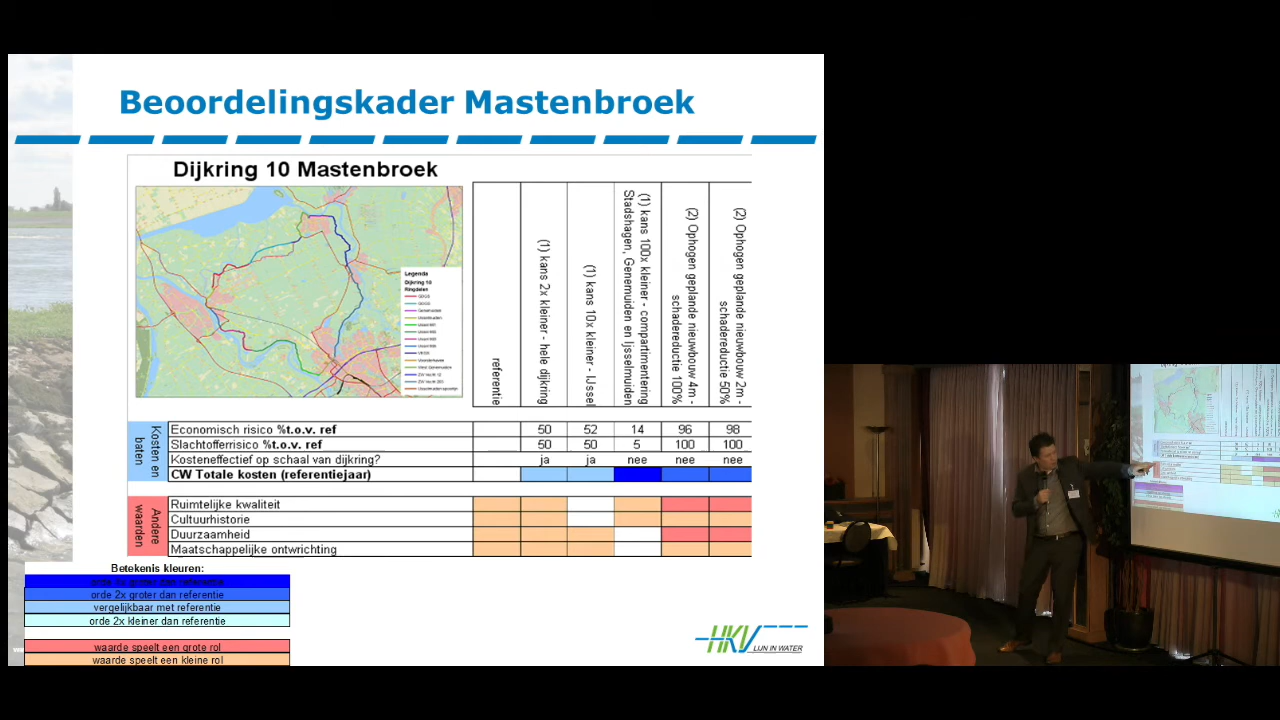 Beoordelingskader Mastenbroek
Dijkring 10 Mastenbroek
Legenda
Dijkring 10
Ringdelen
referentie
(1) kans 2x kleiner - hele dijkring
(1) kans 10x kleiner - IJssel
(1) kans 100x kleiner - compartimentering
Stadshagen, Genemuiden en Ijsselmuiden
(2) Ophogen geplande nieuwbouw 4m -
schadereductie 100%
(2) Ophogen geplande nieuwbouw 2m -
schadereductie 50%
Kosten en
baten
Economisch risico %t.o.v. ref 50 52 14 96 98
Slachtofferrisico %t.o.v. ref 50 50 5 100 100
Kosteneffectief op schaal van dijkring? ja ja nee nee nee
CW Totale kosten (referentiejaar)
Andere
waarden
Ruimtelijke kwaliteit
Cultuurhistorie
Duurzaamheid
Maatschappelijke ontwrichting
Betekenis kleuren:
orde 2x groter dan referentie
vergelijkbaar met referentie
orde 2x kleiner dan referentie
waarde speelt een grote rol
waarde speelt een kleine rol
HKV
LIJN IN WATER